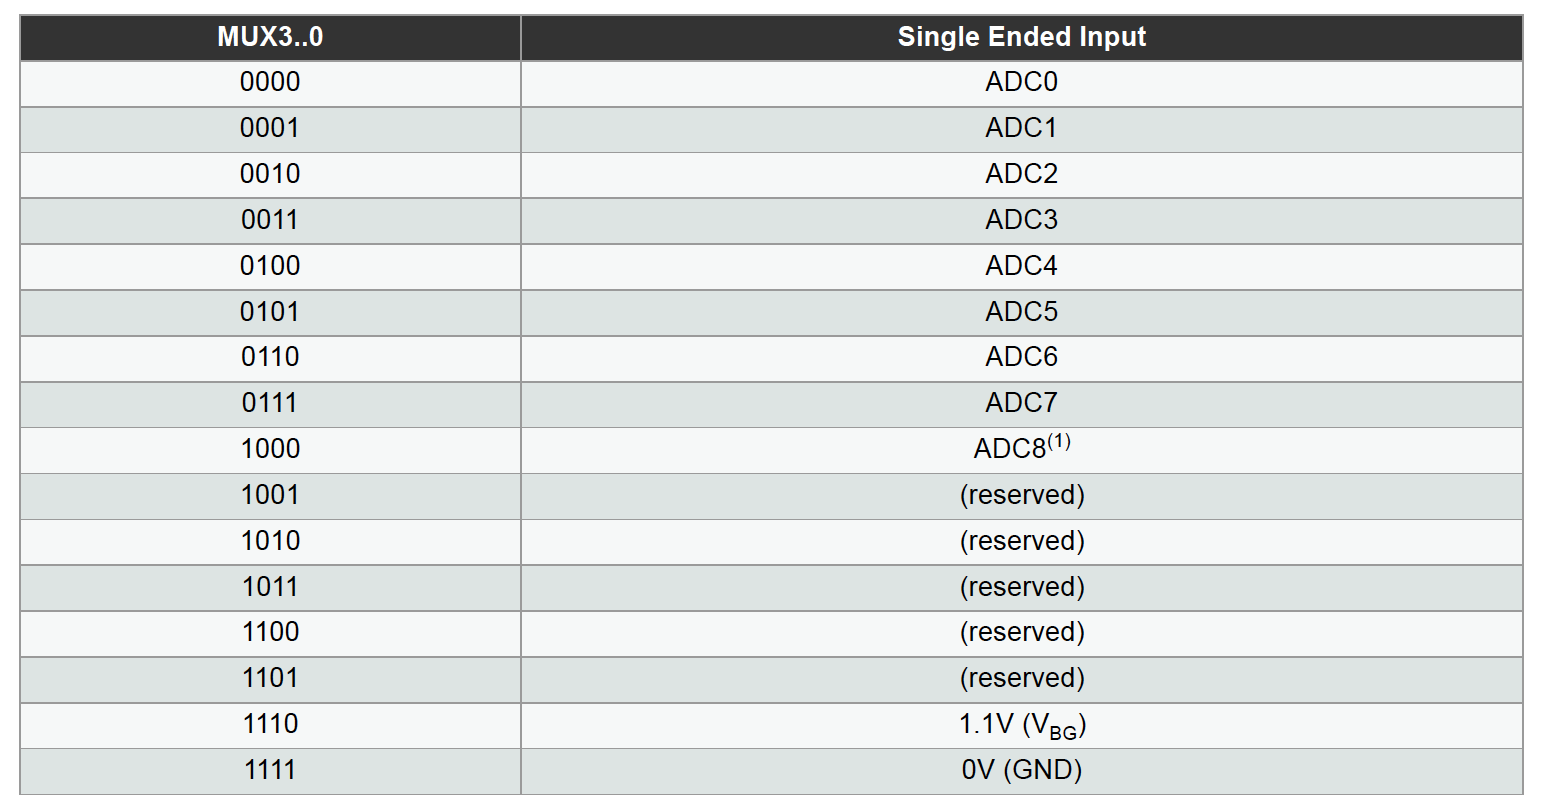 MUX3..0 Single Ended Input
0000 ADC0
0001 ADC1
0010 ADC2
0011 ADC3
0100 ADC4
0101 ADC5
0110 ADC6
0111 ADC7
1000 ADC8(1)
1001 (reserved)
1010 (reserved)
1011 (reserved)
1100 (reserved)
1101 (reserved)
1110 1.1V (VBG)
1111 0V (GND)